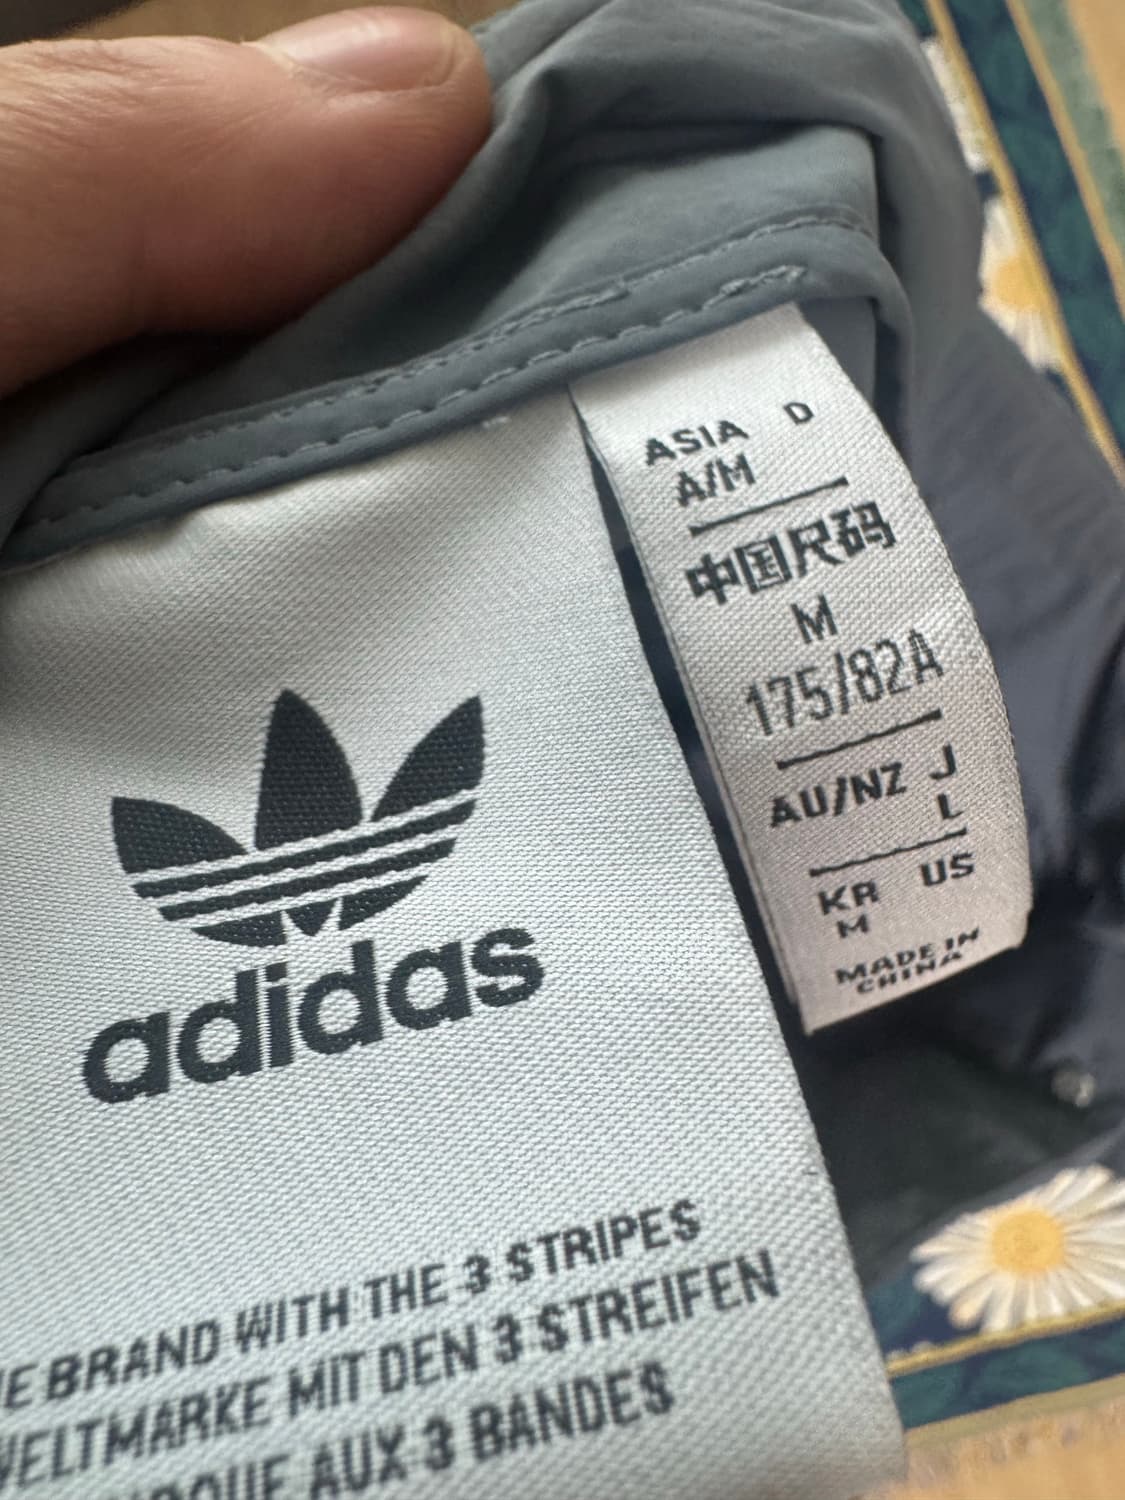 adidas
BRAND WITH THE 3 STRIPES
WELTMARKE MIT DEN 3 STREIFEN
AUX 3 BANDES
ASIA D
A/M
中国尺码
M
175/82A
AU/NZ J
L
KR US
M
MADE IN
CHINA